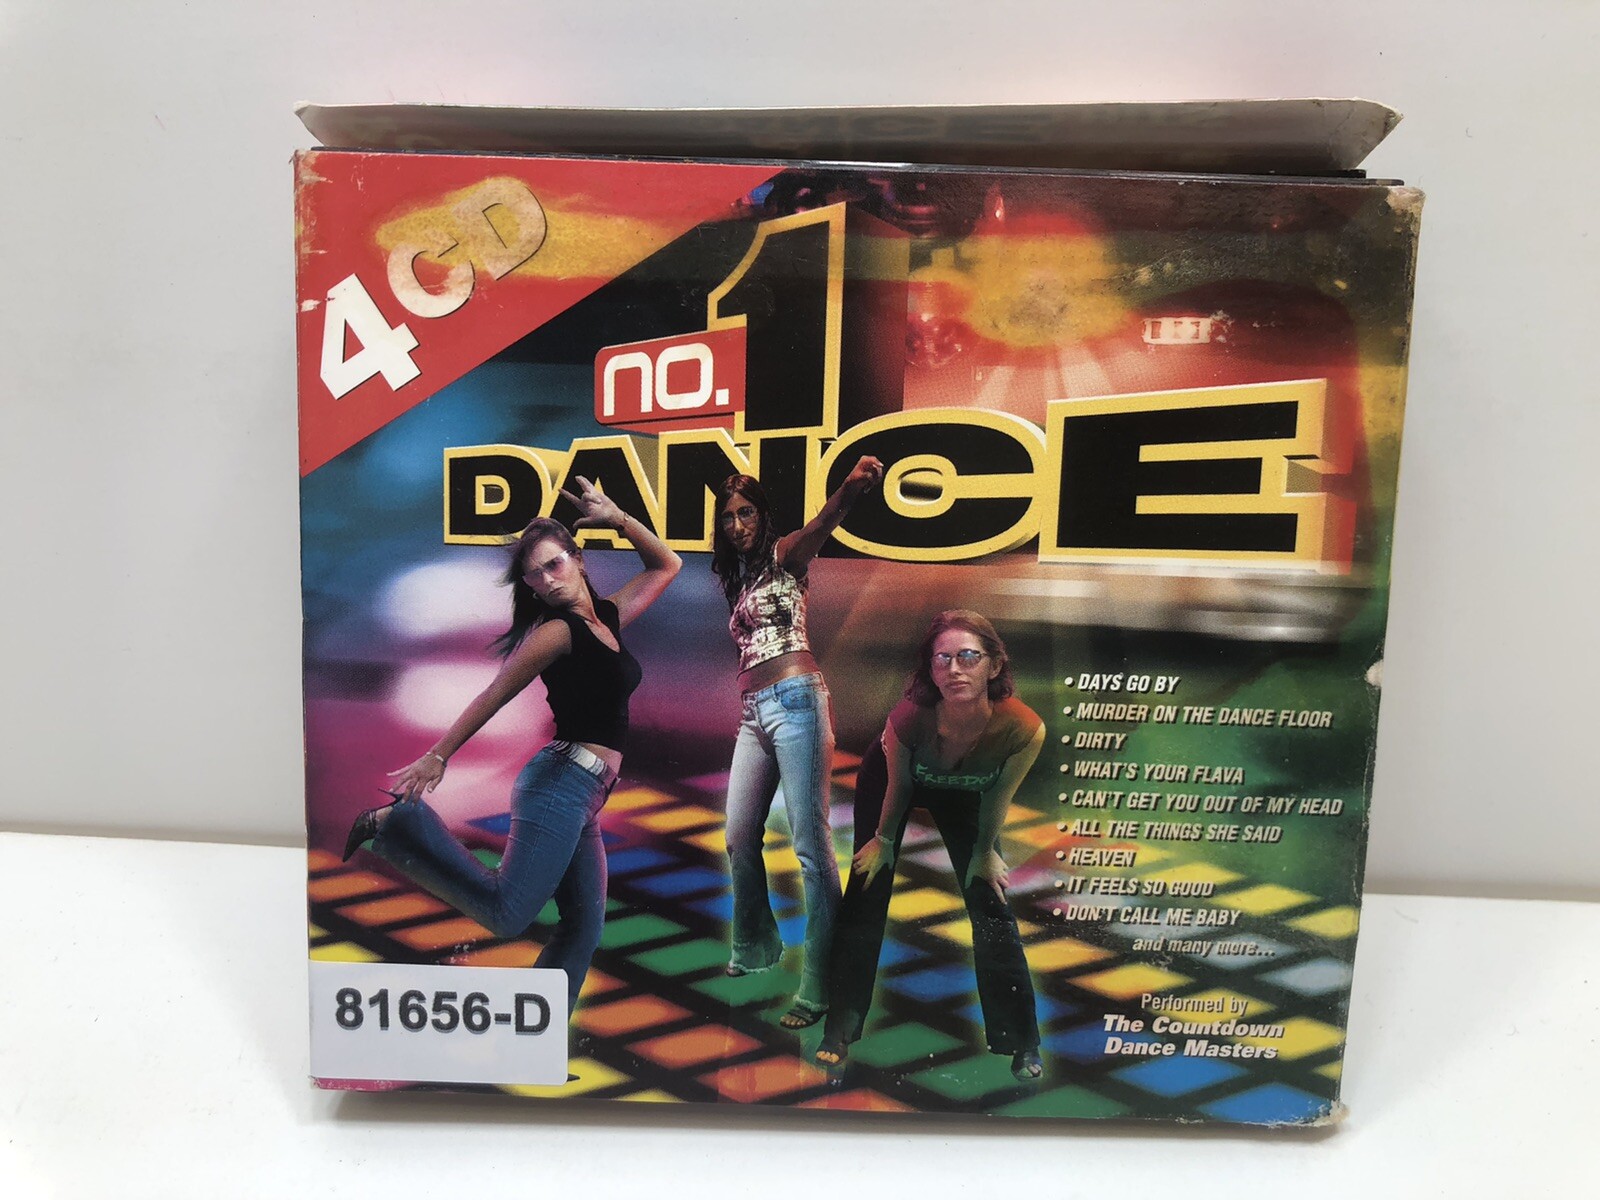 4CD
no.1
DANCE
FREEDOM
• DAYS GO BY
• MURDER ON THE DANCE FLOOR
• DIRTY
• WHAT'S YOUR FLAVA
• CAN'T GET YOU OUT OF MY HEAD
• ALL THE THINGS SHE SAID
• HEAVEN
• IT FEELS SO GOOD
• DON'T CALL ME BABY
and many more...
Performed by
The Countdown
Dance Masters
81656-D